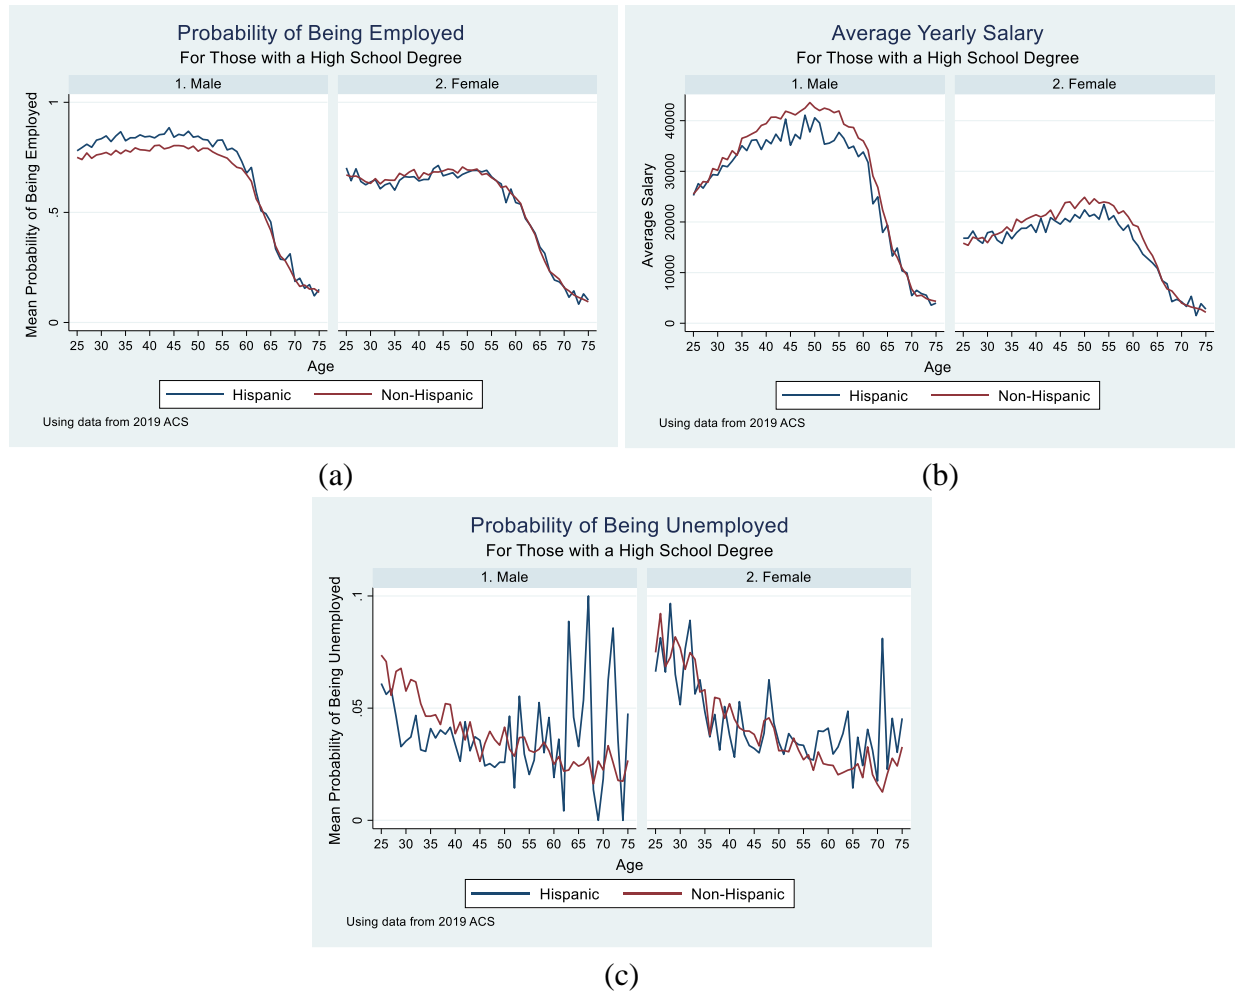 Probability of Being Employed
For Those with a High School Degree
1. Male
2. Female
Mean Probability of Being Employed
1
.5
0
25 30 35 40 45 50 55 60 65 70 75
25 30 35 40 45 50 55 60 65 70 75
Age
Hispanic
Non-Hispanic
Using data from 2019 ACS
(a)
Average Yearly Salary
For Those with a High School Degree
1. Male
2. Female
Average Salary
40000
30000
20000
10000
0
25 30 35 40 45 50 55 60 65 70 75
25 30 35 40 45 50 55 60 65 70 75
Age
Hispanic
Non-Hispanic
Using data from 2019 ACS
(b)
Probability of Being Unemployed
For Those with a High School Degree
1. Male
2. Female
Mean Probability of Being Unemployed
.1
.05
0
25 30 35 40 45 50 55 60 65 70 75
25 30 35 40 45 50 55 60 65 70 75
Age
Hispanic
Non-Hispanic
Using data from 2019 ACS
(c)